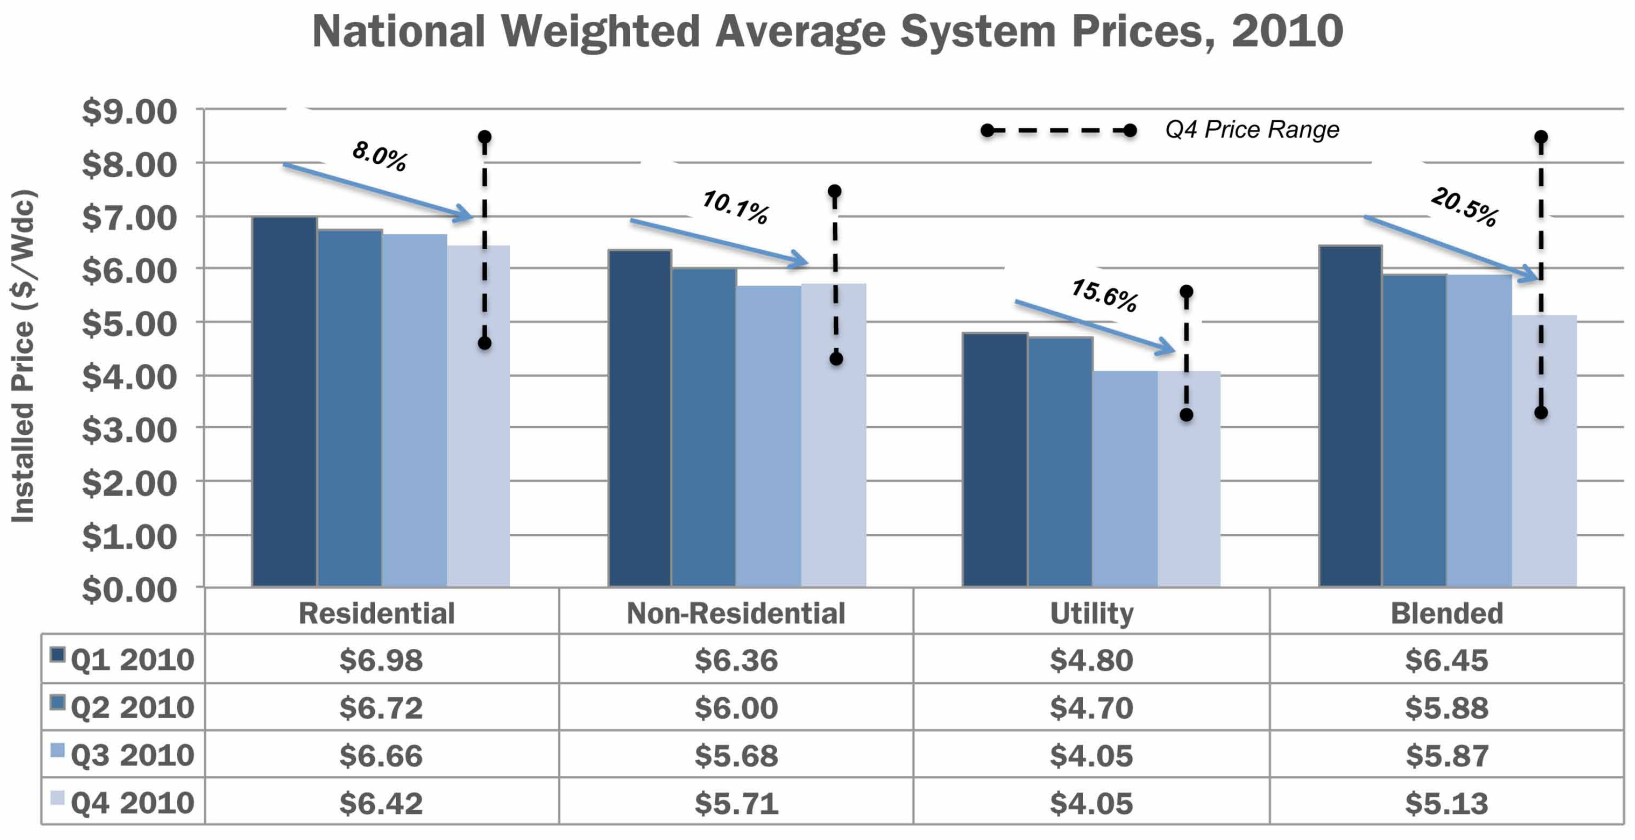 National Weighted Average System Prices, 2010
Installed Price ($/Wdc)
$9.00
$8.00
$7.00
$6.00
$5.00
$4.00
$3.00
$2.00
$1.00
$0.00
Q4 Price Range
8.0%
10.1%
15.6%
20.5%
Residential Non-Residential Utility Blended
Q1 2010 $6.98 $6.36 $4.80 $6.45
Q2 2010 $6.72 $6.00 $4.70 $5.88
Q3 2010 $6.66 $5.68 $4.05 $5.87
Q4 2010 $6.42 $5.71 $4.05 $5.13